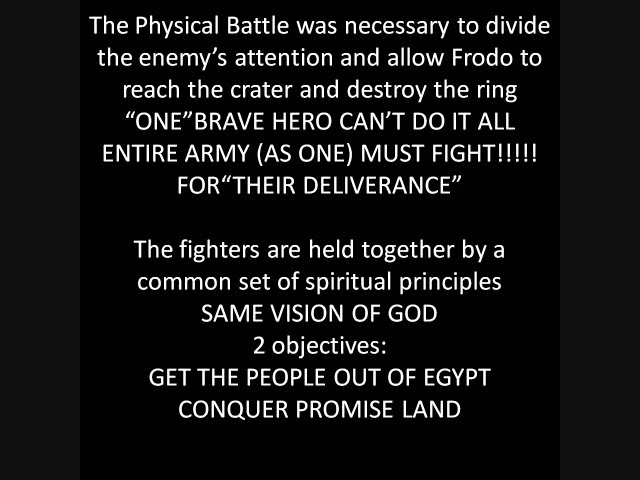 The Physical Battle was necessary to divide
the enemy’s attention and allow Frodo to
reach the crater and destroy the ring
“ONE”BRAVE HERO CAN’T DO IT ALL
ENTIRE ARMY (AS ONE) MUST FIGHT!!!!!
FOR“THEIR DELIVERANCE”
The fighters are held together by a
common set of spiritual principles
SAME VISION OF GOD
2 objectives:
GET THE PEOPLE OUT OF EGYPT
CONQUER PROMISE LAND